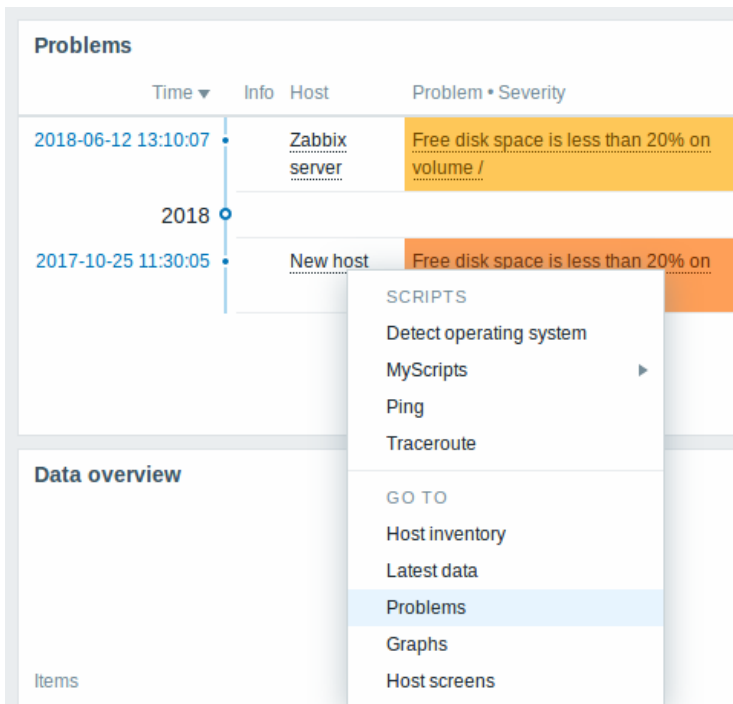 Problems
Time Info Host Problem • Severity
2018-06-12 13:10:07 Zabbix Free disk space is less than 20% on
server volume /
2018
2017-10-25 11:30:05 New host Free disk space is less than 20% on
SCRIPTS
Detect operating system
MyScripts
Ping
Traceroute
Data overview
GO TO
Host inventory
Latest data
Problems
Graphs
Items Host screens